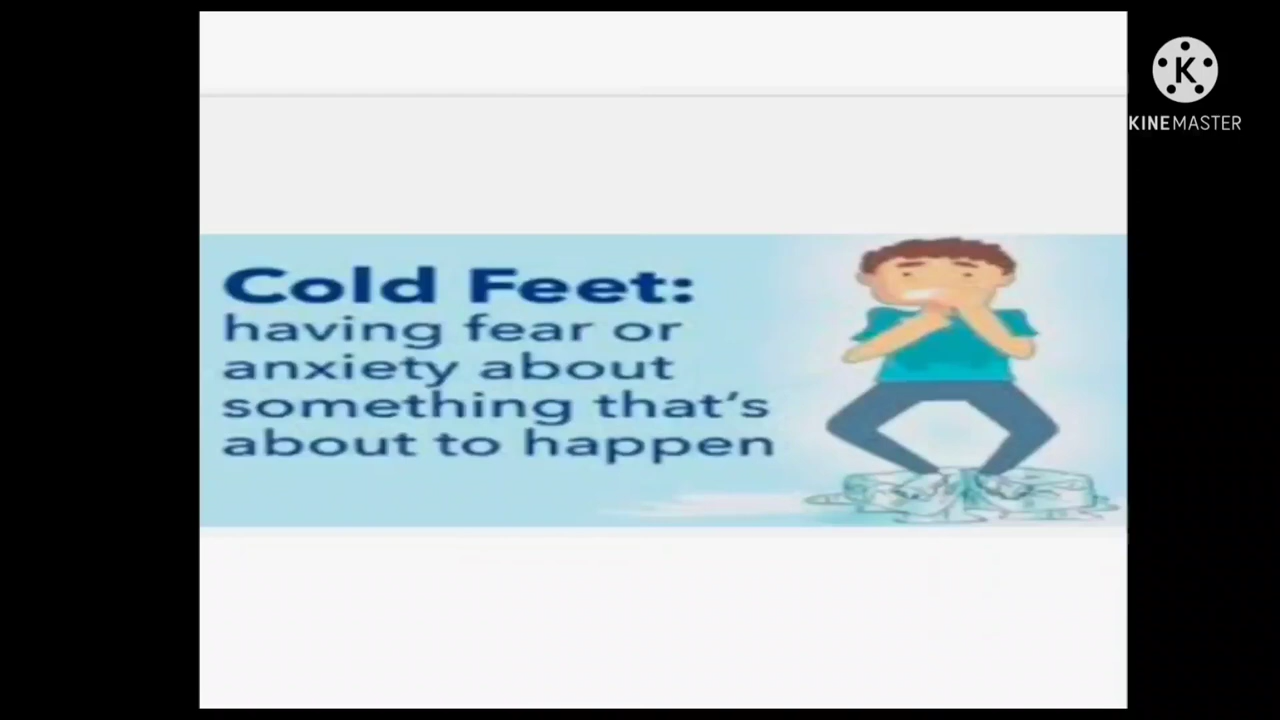 Cold Feet:
having fear or
anxiety about
something that's
about to happen
K
KINEMASTER